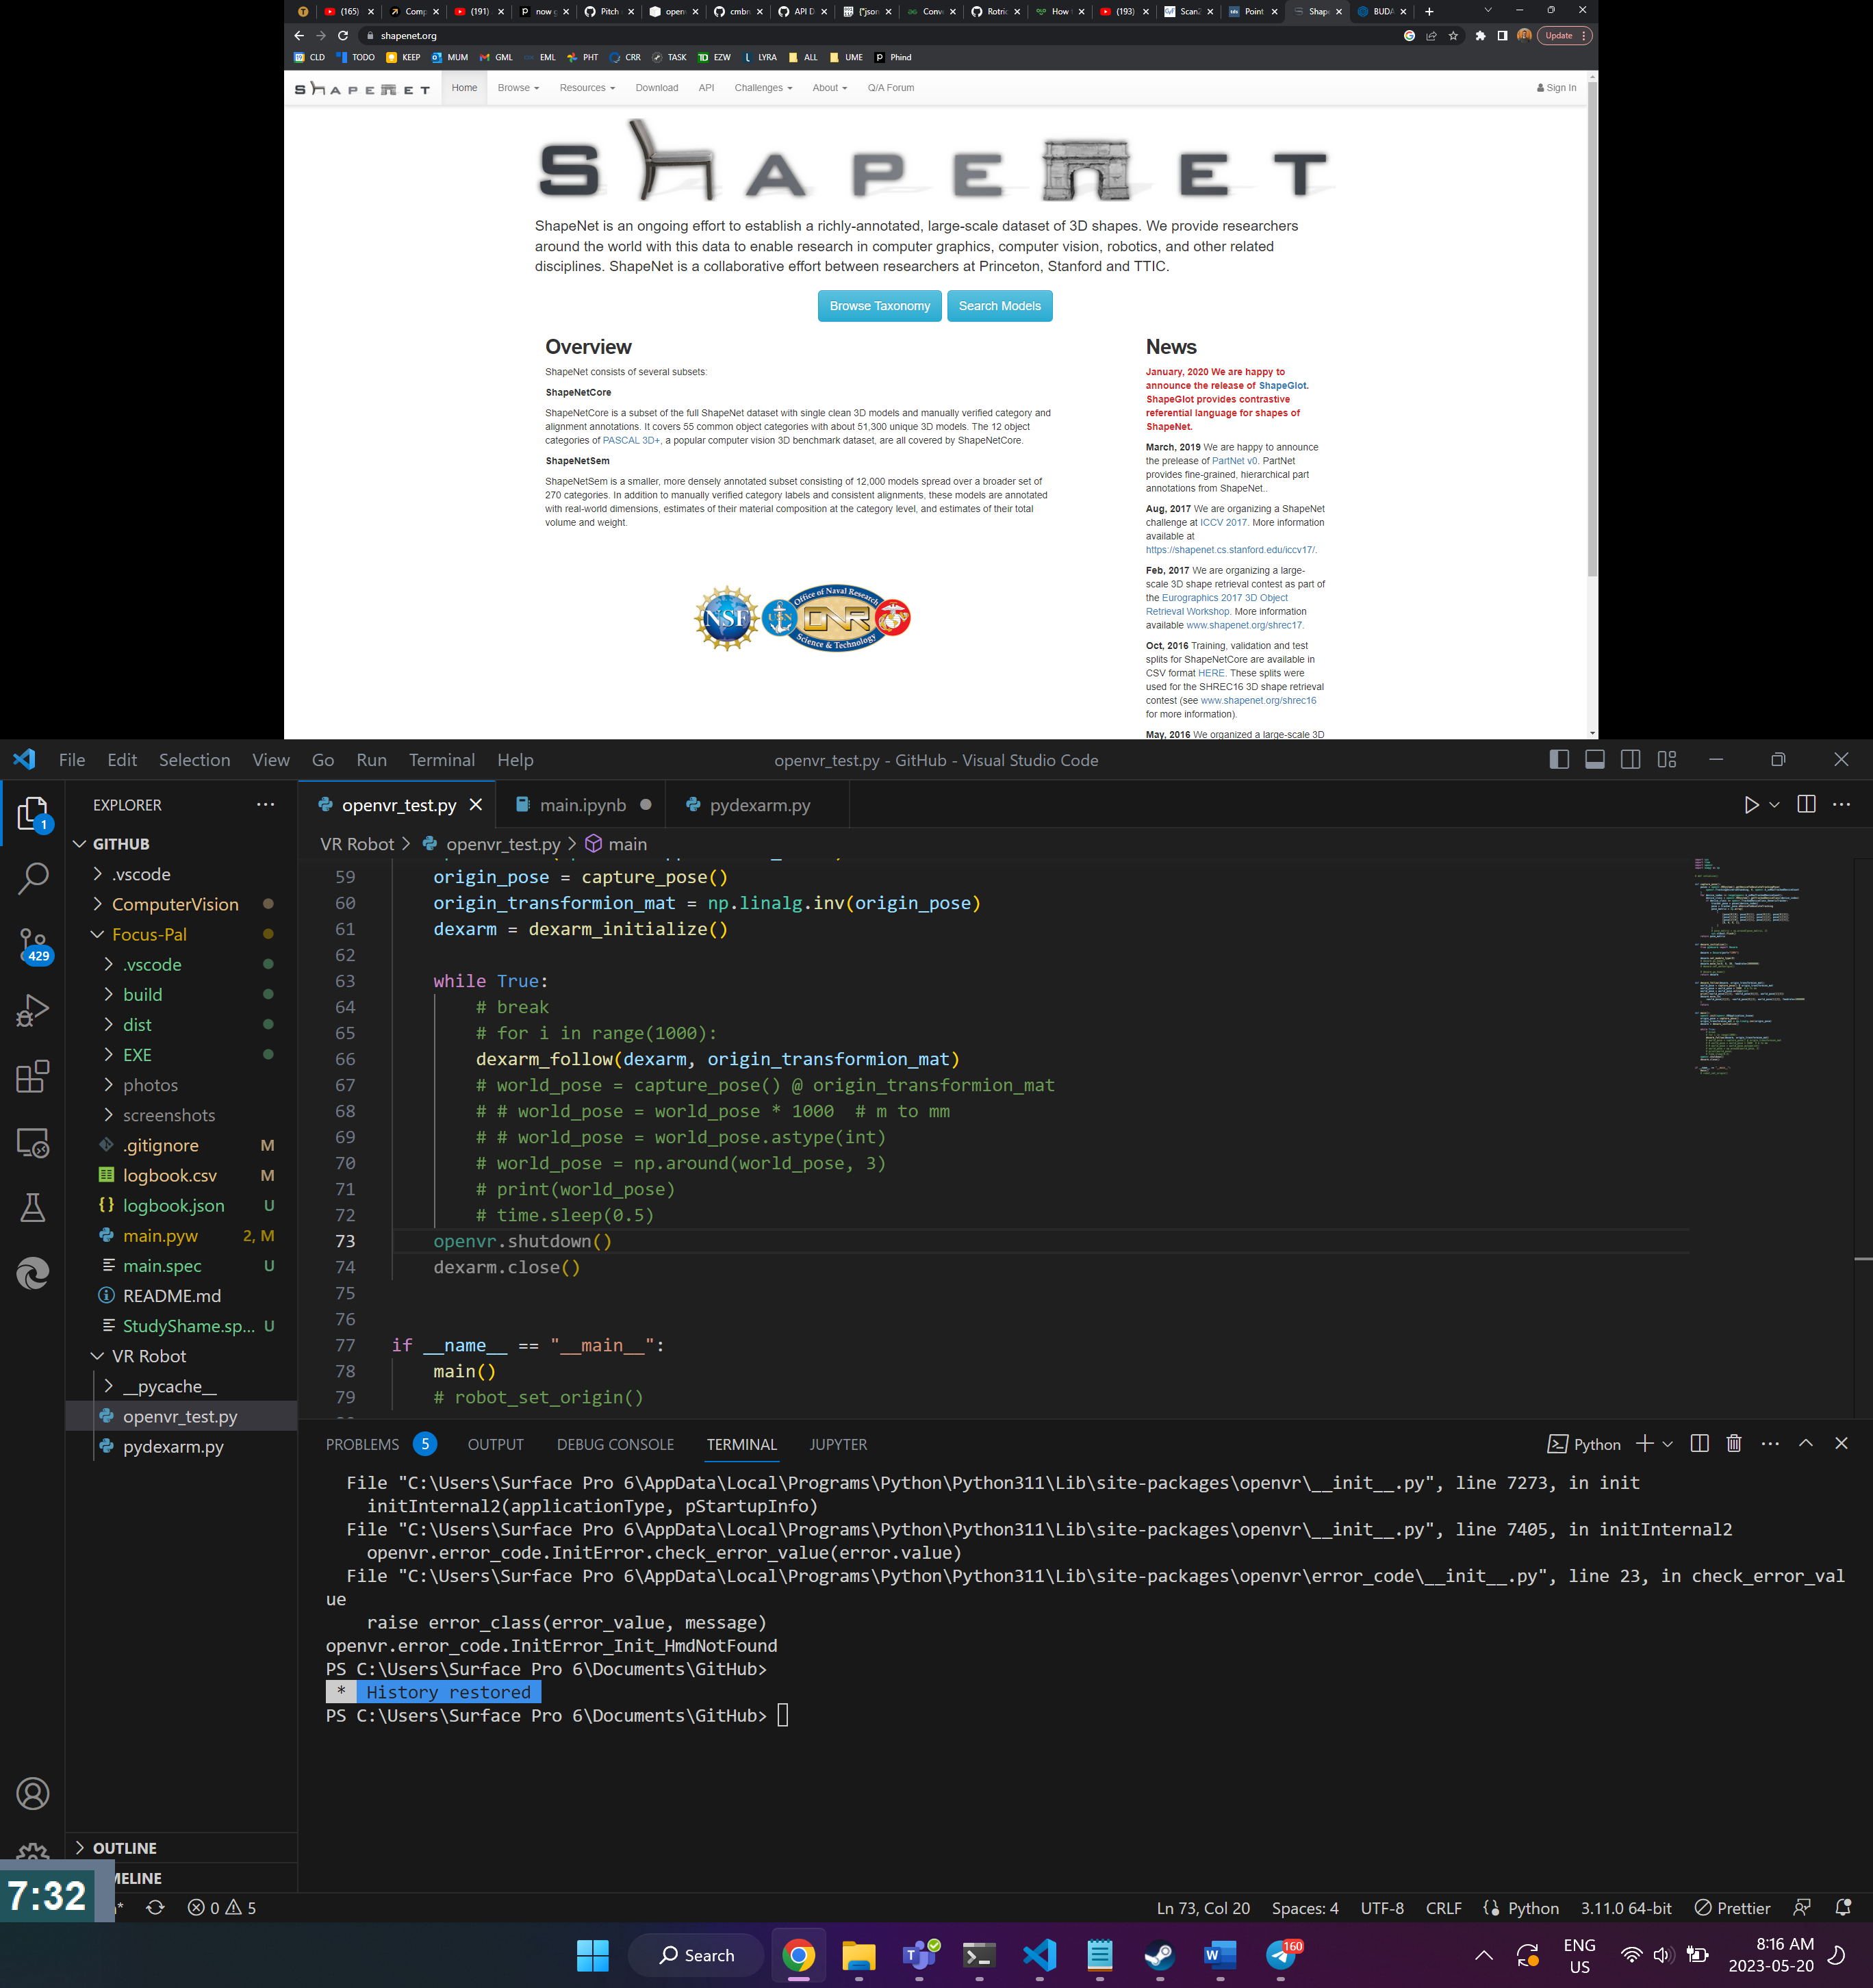 (165)
Comp
(191)
now g
Pitch
open
cmbr
API D
{"json
Conv
Rotric
How t
(193)
Scan2
Point
Shap
BUDA
shapenet.org
Update
CLD
TODO
KEEP
MUM
GML
EML
PHT
CRR
TASK
EZW
LYRA
ALL
UME
Phind
SHAPENET
Home
Browse
Resources
Download
API
Challenges
About
Q/A Forum
Sign In
SHAPENET
ShapeNet is an ongoing effort to establish a richly-annotated, large-scale dataset of 3D shapes. We provide researchers
around the world with this data to enable research in computer graphics, computer vision, robotics, and other related
disciplines. ShapeNet is a collaborative effort between researchers at Princeton, Stanford and TTIC.
Browse Taxonomy
Search Models
Overview
ShapeNet consists of several subsets:
ShapeNetCore
ShapeNetCore is a subset of the full ShapeNet dataset with single clean 3D models and manually verified category and
alignment annotations. It covers 55 common object categories with about 51,300 unique 3D models. The 12 object
categories of PASCAL 3D+, a popular computer vision 3D benchmark dataset, are all covered by ShapeNetCore.
ShapeNetSem
ShapeNetSem is a smaller, more densely annotated subset consisting of 12,000 models spread over a broader set of
270 categories. In addition to manually verified category labels and consistent alignments, these models are annotated
with real-world dimensions, estimates of their material composition at the category level, and estimates of their total
volume and weight.
NSF
Office of Naval Research
CNR
Science & Technology
News
January, 2020 We are happy to
announce the release of ShapeGlot.
ShapeGlot provides contrastive
referential language for shapes of
ShapeNet.
March, 2019 We are happy to announce
the prelease of PartNet v0. PartNet
provides fine-grained, hierarchical part
annotations from ShapeNet..
Aug, 2017 We are organizing a ShapeNet
challenge at ICCV 2017. More information
available at
https://shapenet.cs.stanford.edu/iccv17/.
Feb, 2017 We are organizing a large-
scale 3D shape retrieval contest as part of
the Eurographics 2017 3D Object
Retrieval Workshop. More information
available www.shapenet.org/shrec17.
Oct, 2016 Training, validation and test
splits for ShapeNetCore are available in
CSV format HERE. These splits were
used for the SHREC16 3D shape retrieval
contest (see www.shapenet.org/shrec16
for more information).
May, 2016 We organized a large-scale 3D
File Edit Selection View Go Run Terminal Help
openvr_test.py - GitHub - Visual Studio Code
EXPLORER
1
429
GITHUB
.vscode
ComputerVision
Focus-Pal
.vscode
build
dist
EXE
photos
screenshots
.gitignore M
logbook.csv M
logbook.json U
main.pyw 2, M
main.spec U
README.md
StudyShame.sp... U
VR Robot
__pycache__
openvr_test.py
pydexarm.py
OUTLINE
MELINE
openvr_test.py
main.ipynb
pydexarm.py
VR Robot > openvr_test.py > main
59 origin_pose = capture_pose()
60 origin_transformion_mat = np.linalg.inv(origin_pose)
61 dexarm = dexarm_initialize()
62
63 while True:
64 # break
65 # for i in range(1000):
66 dexarm_follow(dexarm, origin_transformion_mat)
67 # world_pose = capture_pose() @ origin_transformion_mat
68 # # world_pose = world_pose * 1000  # m to mm
69 # # world_pose = world_pose.astype(int)
70 # world_pose = np.around(world_pose, 3)
71 # print(world_pose)
72 # time.sleep(0.5)
73 openvr.shutdown()
74 dexarm.close()
75
76
77 if __name__ == "__main__":
78 main()
79 # robot_set_origin()
PROBLEMS 5 OUTPUT DEBUG CONSOLE TERMINAL JUPYTER
Python
File "C:\Users\Surface Pro 6\AppData\Local\Programs\Python\Python311\Lib\site-packages\openvr\__init__.py", line 7273, in init
initInternal2(applicationType, pStartupInfo)
File "C:\Users\Surface Pro 6\AppData\Local\Programs\Python\Python311\Lib\site-packages\openvr\__init__.py", line 7405, in initInternal2
openvr.error_code.InitError.check_error_value(error.value)
File "C:\Users\Surface Pro 6\AppData\Local\Programs\Python\Python311\Lib\site-packages\openvr\error_code\__init__.py", line 23, in check_error_val
ue
raise error_class(error_value, message)
openvr.error_code.InitError_Init_HmdNotFound
PS C:\Users\Surface Pro 6\Documents\GitHub>
* History restored
PS C:\Users\Surface Pro 6\Documents\GitHub>
7:32
0 5
Ln 73, Col 20
Spaces: 4
UTF-8
CRLF
Python
3.11.0 64-bit
Prettier
Search
160
ENG
US
8:16 AM
2023-05-20